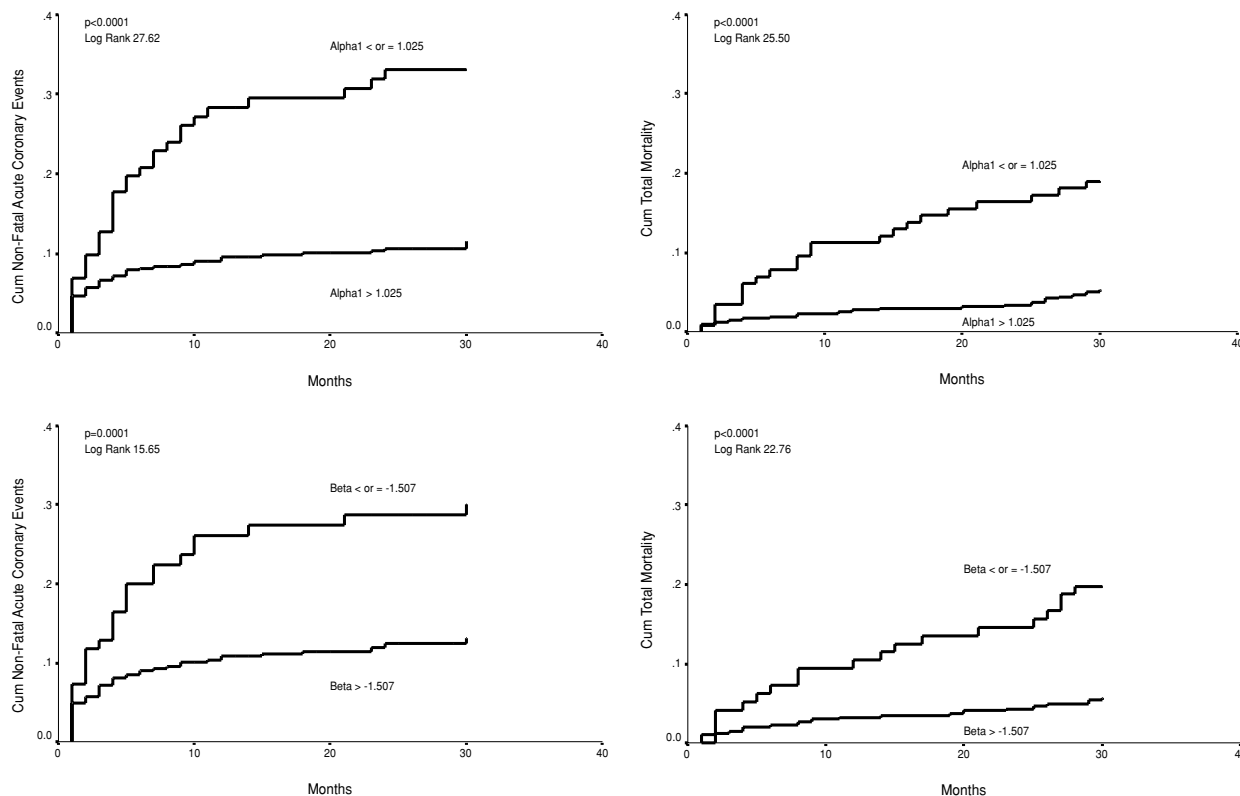 .4
p<0.0001
Log Rank 27.62
Alpha1 < or = 1.025
.3
.2
.1
Alpha1 > 1.025
0.0
0
10
20
30
40
Cum Non-Fatal Acute Coronary Events
Months
.4
p<0.0001
Log Rank 25.50
.3
.2
Alpha1 < or = 1.025
.1
Alpha1 > 1.025
0.0
0
10
20
30
40
Cum Total Mortality
Months
.4
p=0.0001
Log Rank 15.65
Beta < or = -1.507
.3
.2
.1
Beta > -1.507
0.0
0
10
20
30
40
Cum Non-Fatal Acute Coronary Events
Months
.4
p<0.0001
Log Rank 22.76
.3
Beta < or = -1.507
.2
.1
Beta > -1.507
0.0
0
10
20
30
40
Cum Total Mortality
Months